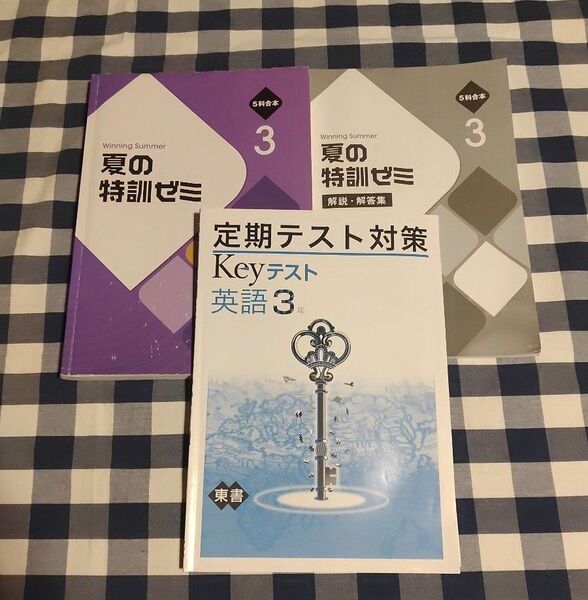 5科合本
3
Winning Summer
夏の
特訓ゼミ
5科合本
3
Winning Summer
夏の
特訓ゼミ
解説・解答集
定期テスト対策
Keyテスト
英語3年
東書